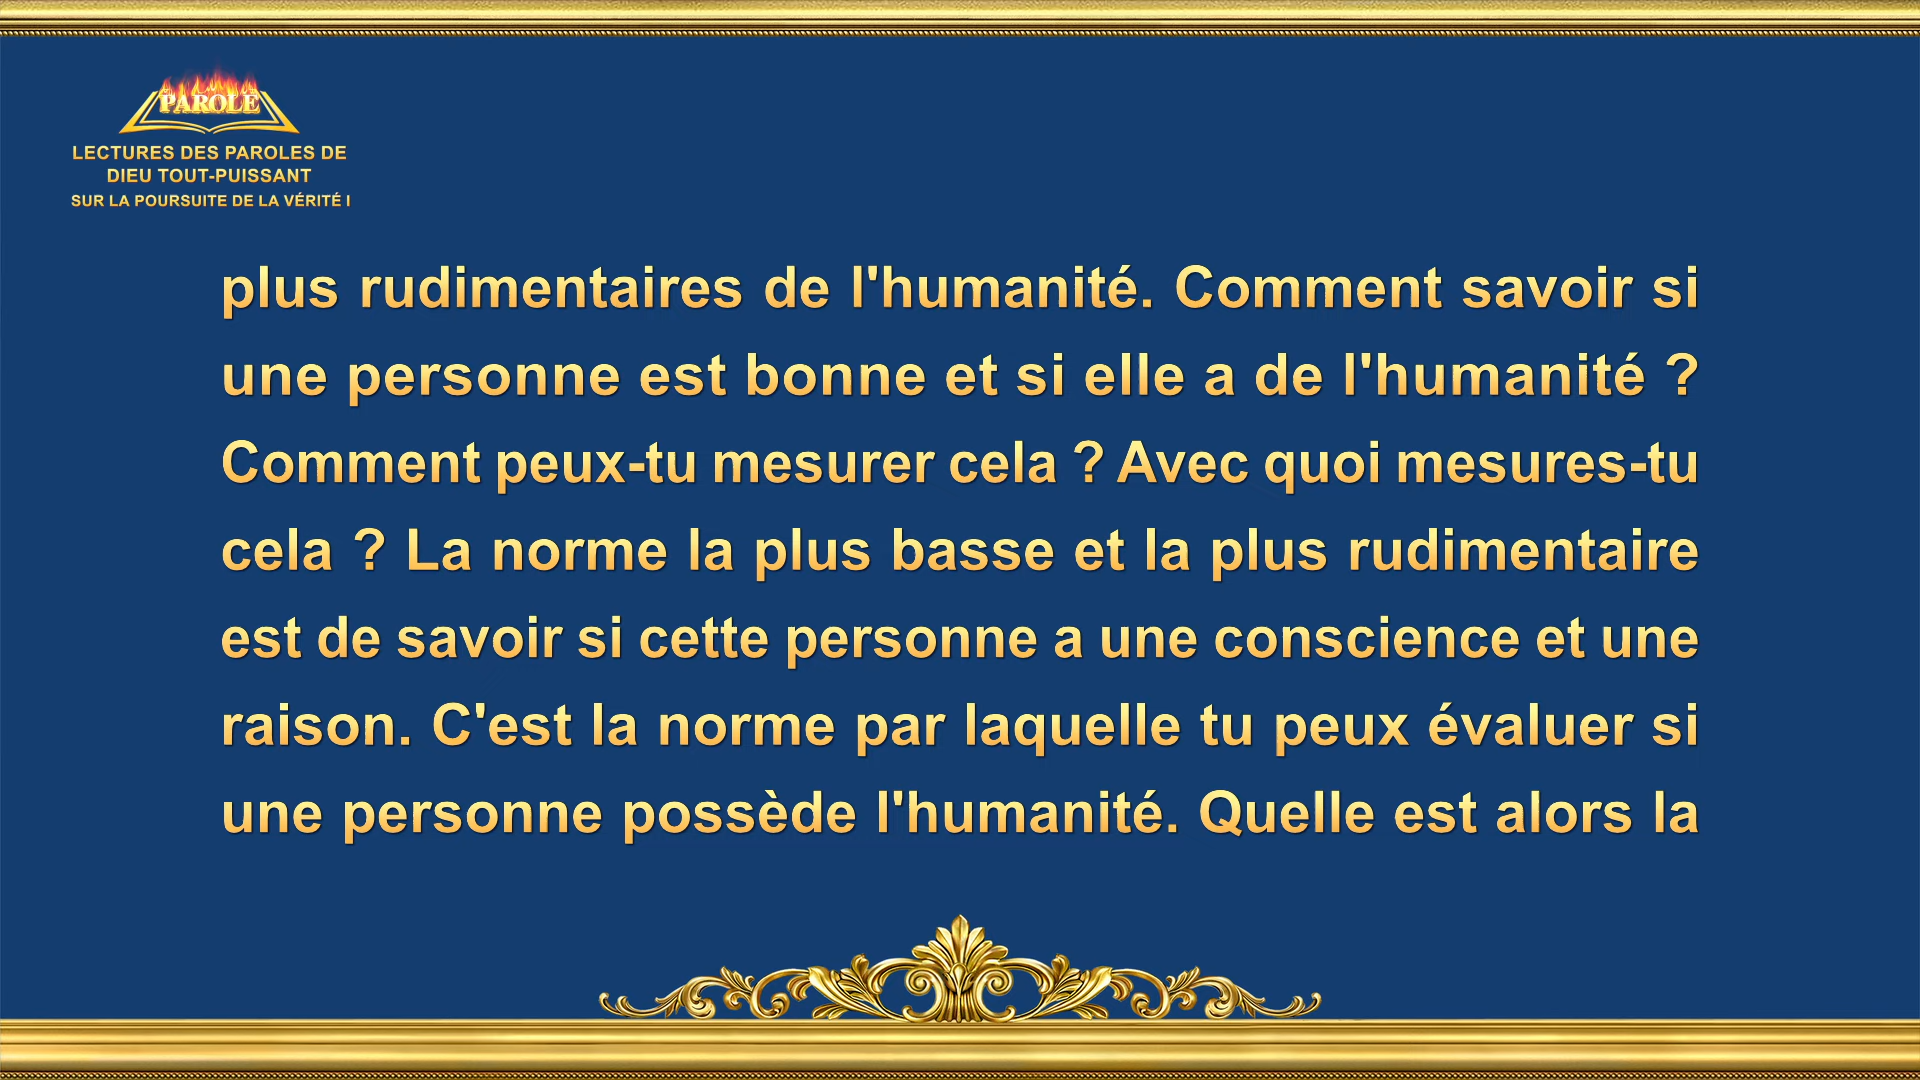 PAROLE
LECTURES DES PAROLES DE
DIEU TOUT-PUISSANT
SUR LA POURSUITE DE LA VÉRITÉ I
plus rudimentaires de l'humanité. Comment savoir si
une personne est bonne et si elle a de l'humanité ?
Comment peux-tu mesurer cela ? Avec quoi mesures-tu
cela ? La norme la plus basse et la plus rudimentaire
est de savoir si cette personne a une conscience et une
raison. C'est la norme par laquelle tu peux évaluer si
une personne possède l'humanité. Quelle est alors la